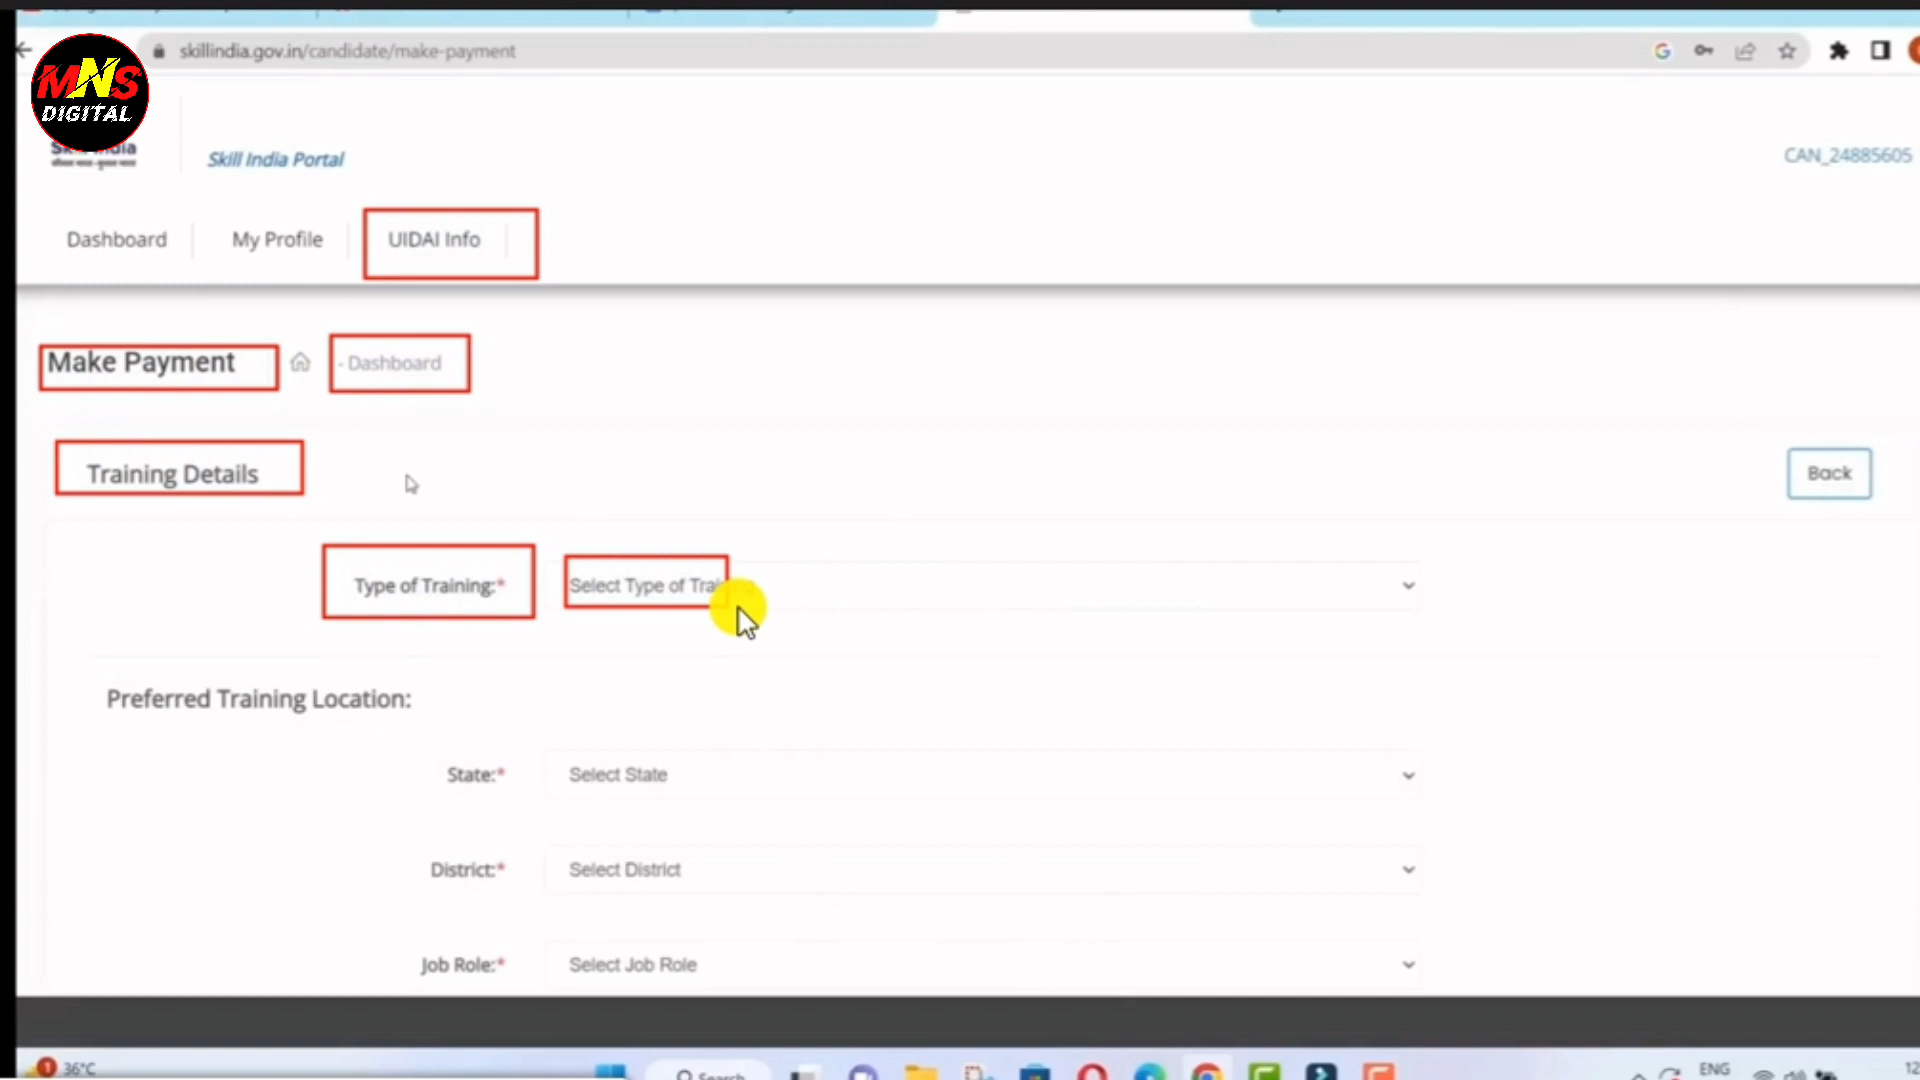 skillindia.gov.in/candidate/make-payment
MNS
DIGITAL
Skill India Portal
CAN_24885605
Dashboard
My Profile
UIDAI Info
Make Payment
- Dashboard
Training Details
Back
Type of Training:*
Select Type of
Preferred Training Location:
State:*
Select State
District:*
Select District
Job Role:*
Select Job Role
1
36°C
Search
ENG